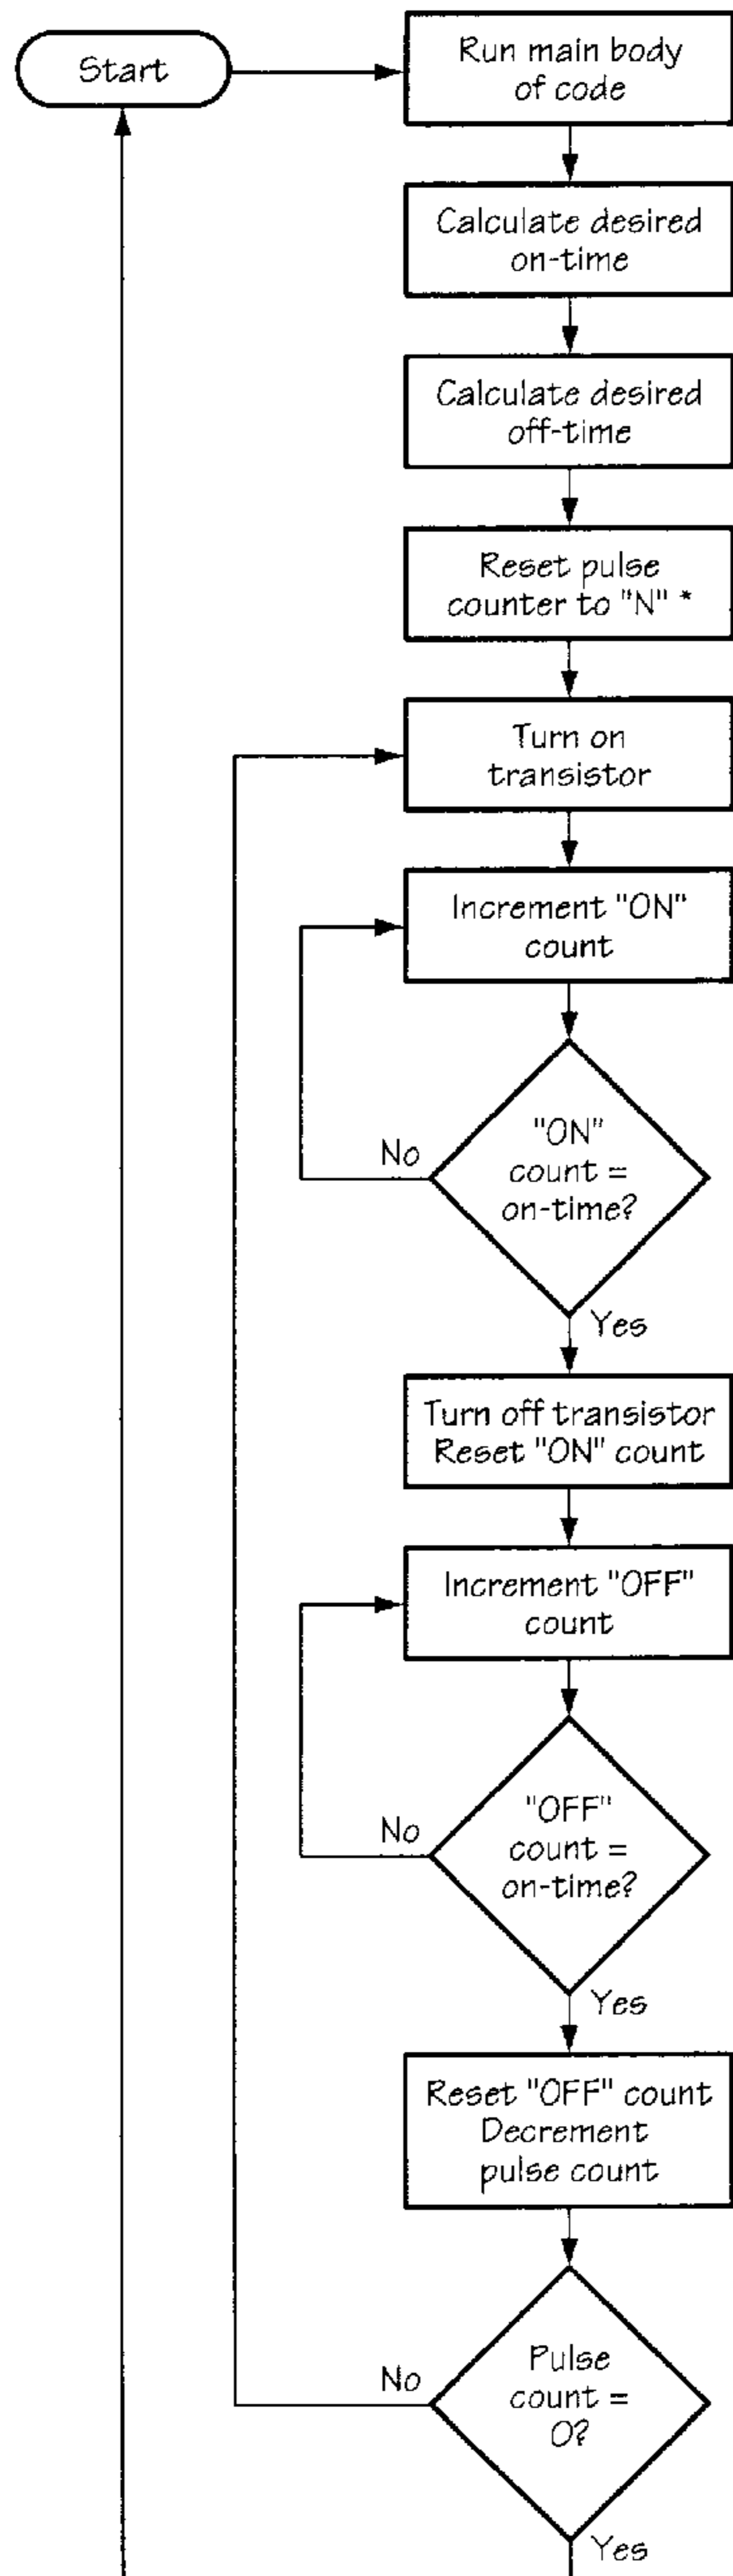 Start
Run main body
of code
Calculate desired
on-time
Calculate desired
off-time
Reset pulse
counter to "N" *
Turn on
transistor
Increment "ON"
count
"ON"
count =
on-time?
No
Yes
Turn off transistor
Reset "ON" count
Increment "OFF"
count
"OFF"
count =
on-time?
No
Yes
Reset "OFF" count
Decrement
pulse count
Pulse
count =
0?
No
Yes